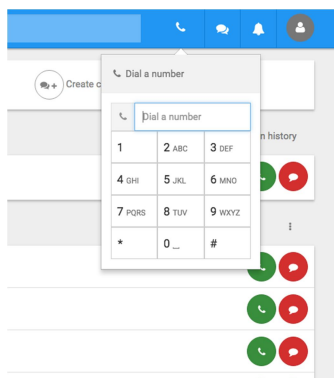 Dial a number
Create c
Dial a number
n history
1 2 ABC 3 DEF
4 GHI 5 JKL 6 MNO
7 PQRS 8 TUV 9 WXYZ
* 0 _ #